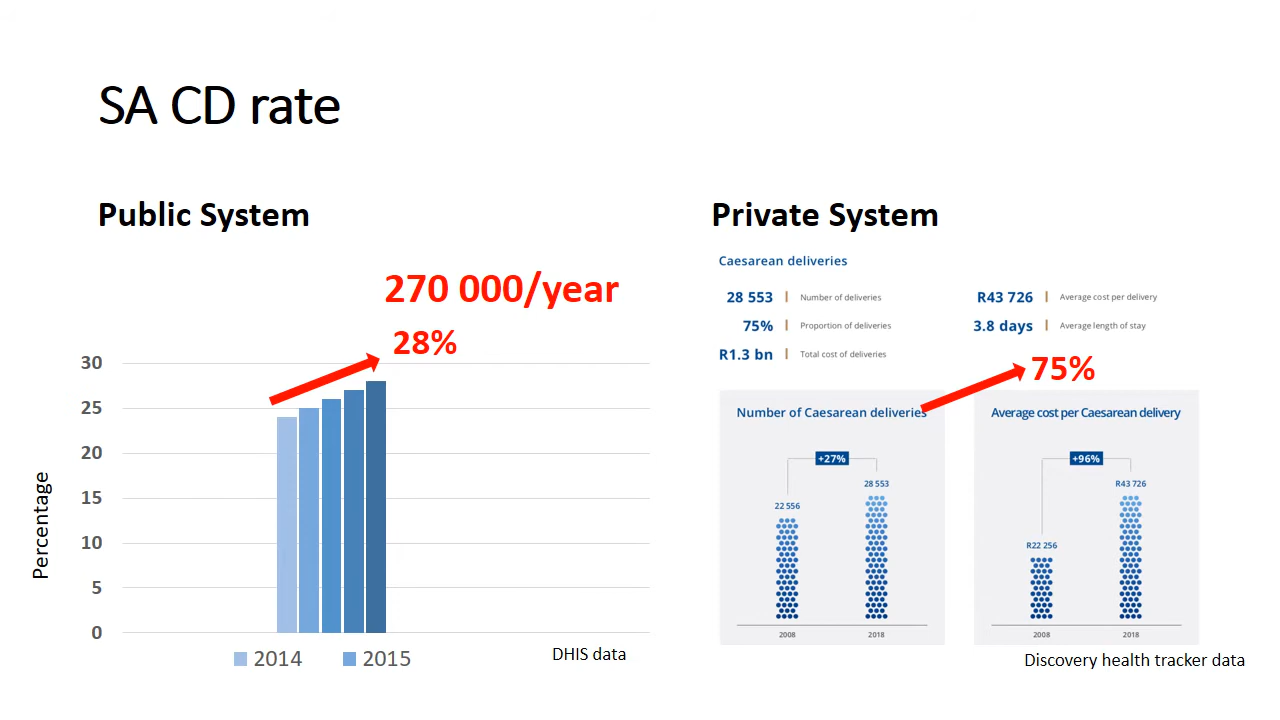 SA CD rate
Public System
270 000/year
28%
30
25
20
15
10
5
0
Percentage
2014 2015
DHIS data
Private System
Caesarean deliveries
28 553 Number of deliveries
75% Proportion of deliveries
R1.3 bn Total cost of deliveries
R43 726 Average cost per delivery
3.8 days Average length of stay
75%
Number of Caesarean deliveries
+27%
28 553
22 556
2008 2018
Average cost per Caesarean delivery
+96%
R43 726
R22 256
2008 2018
Discovery health tracker data